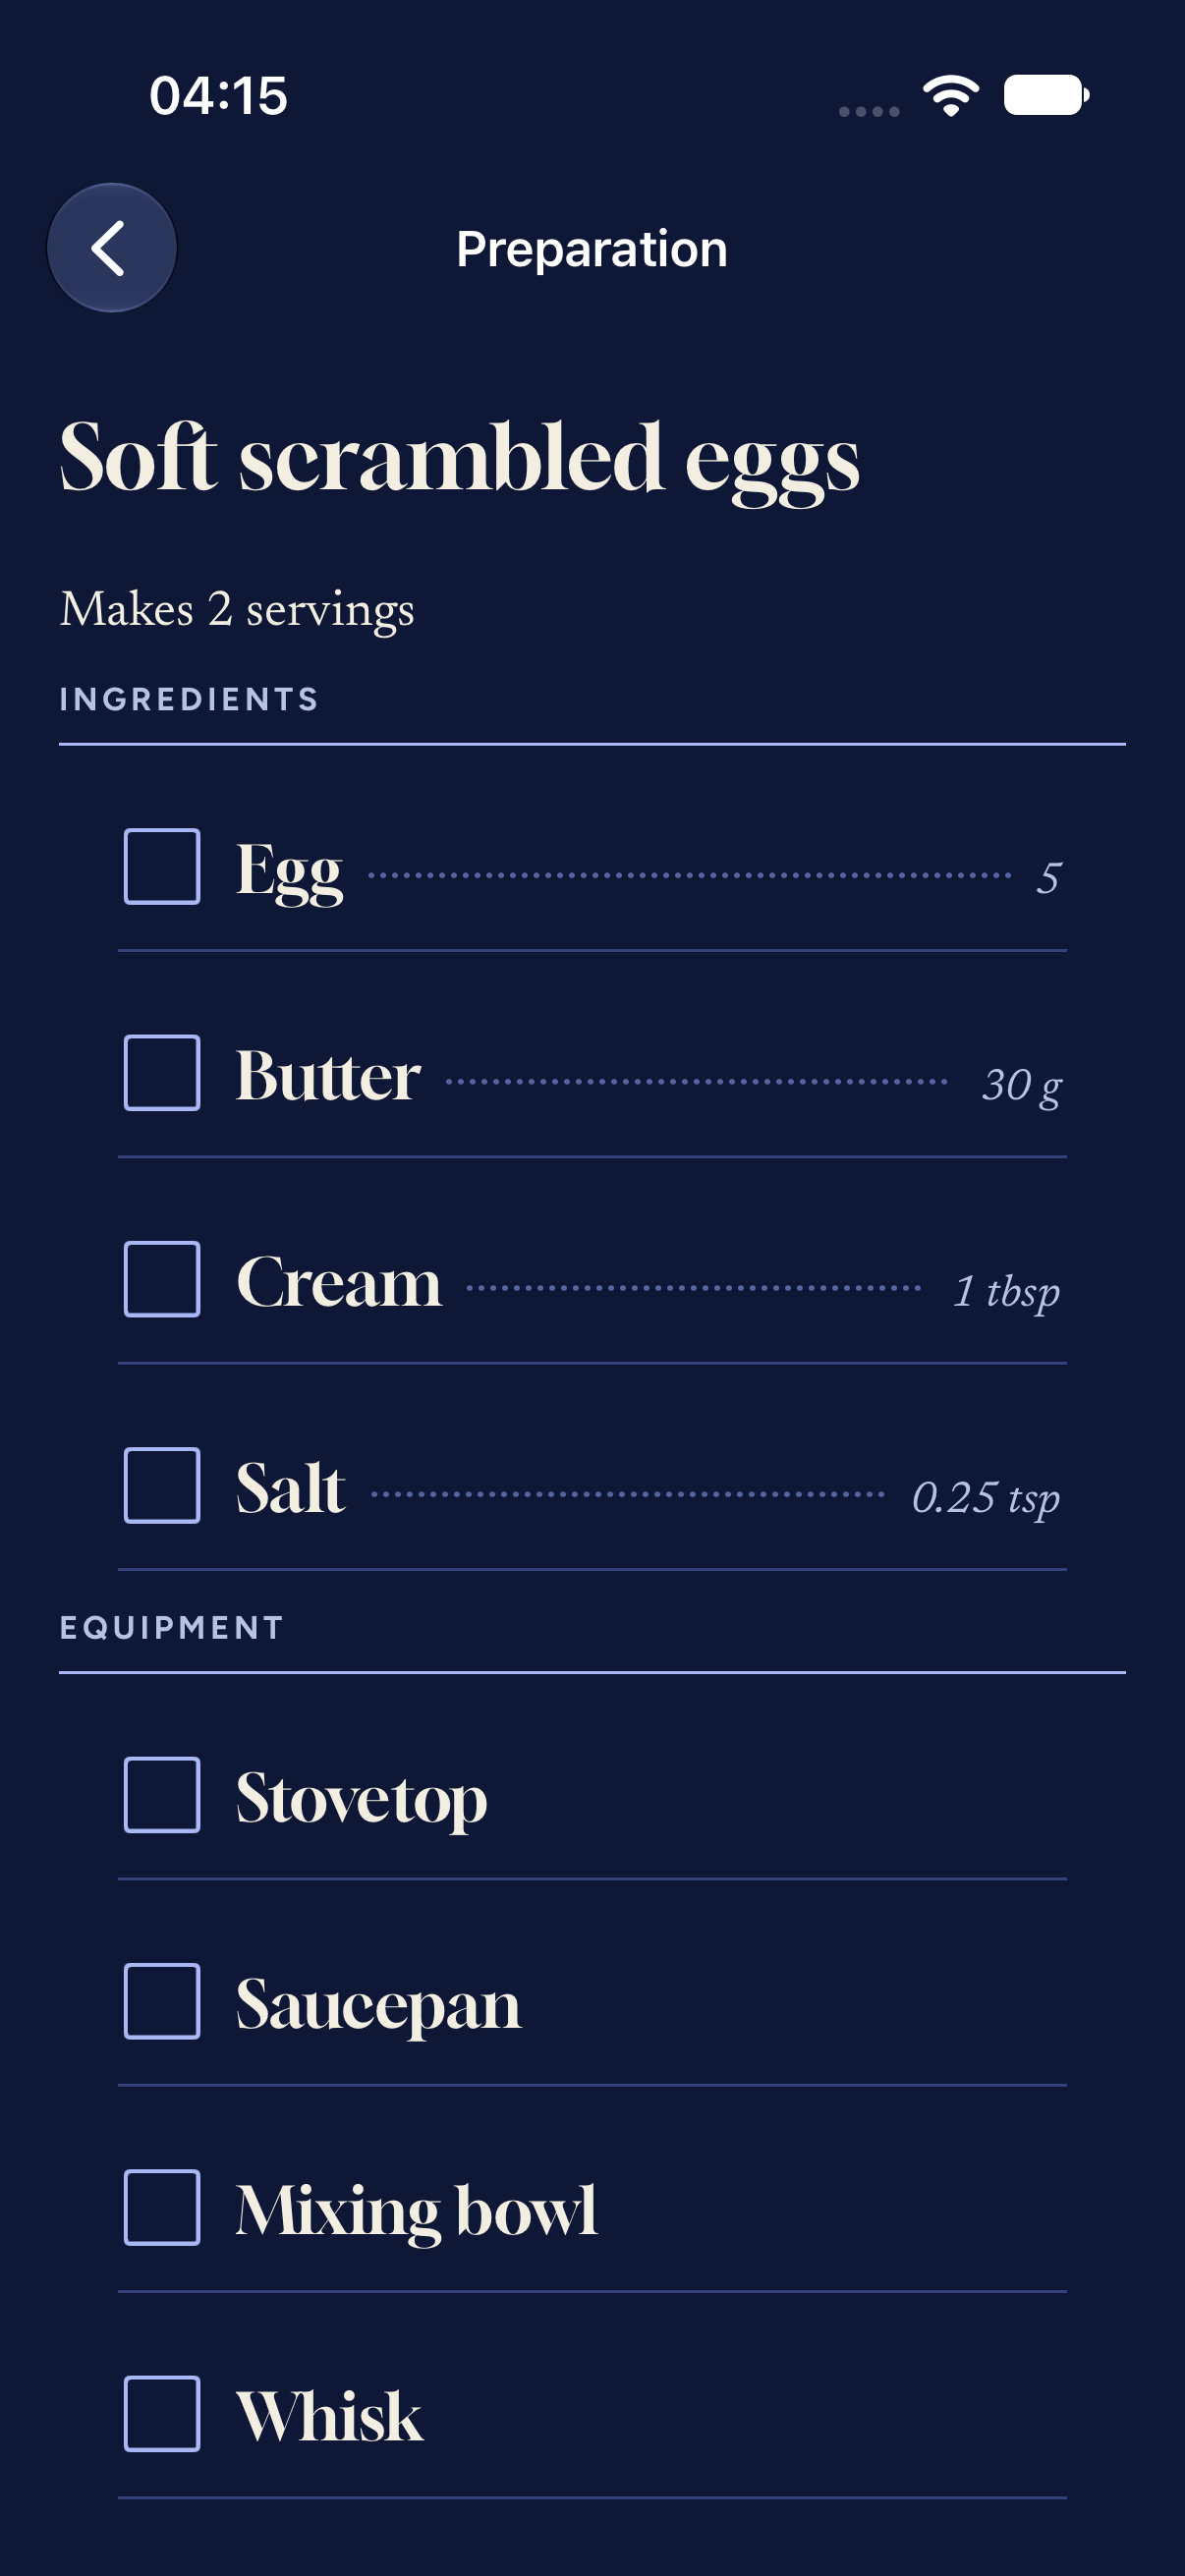 04:15
Preparation
Soft scrambled eggs
Makes 2 servings
INGREDIENTS
Egg 5
Butter 30 g
Cream 1 tbsp
Salt 0.25 tsp
EQUIPMENT
Stovetop
Saucepan
Mixing bowl
Whisk